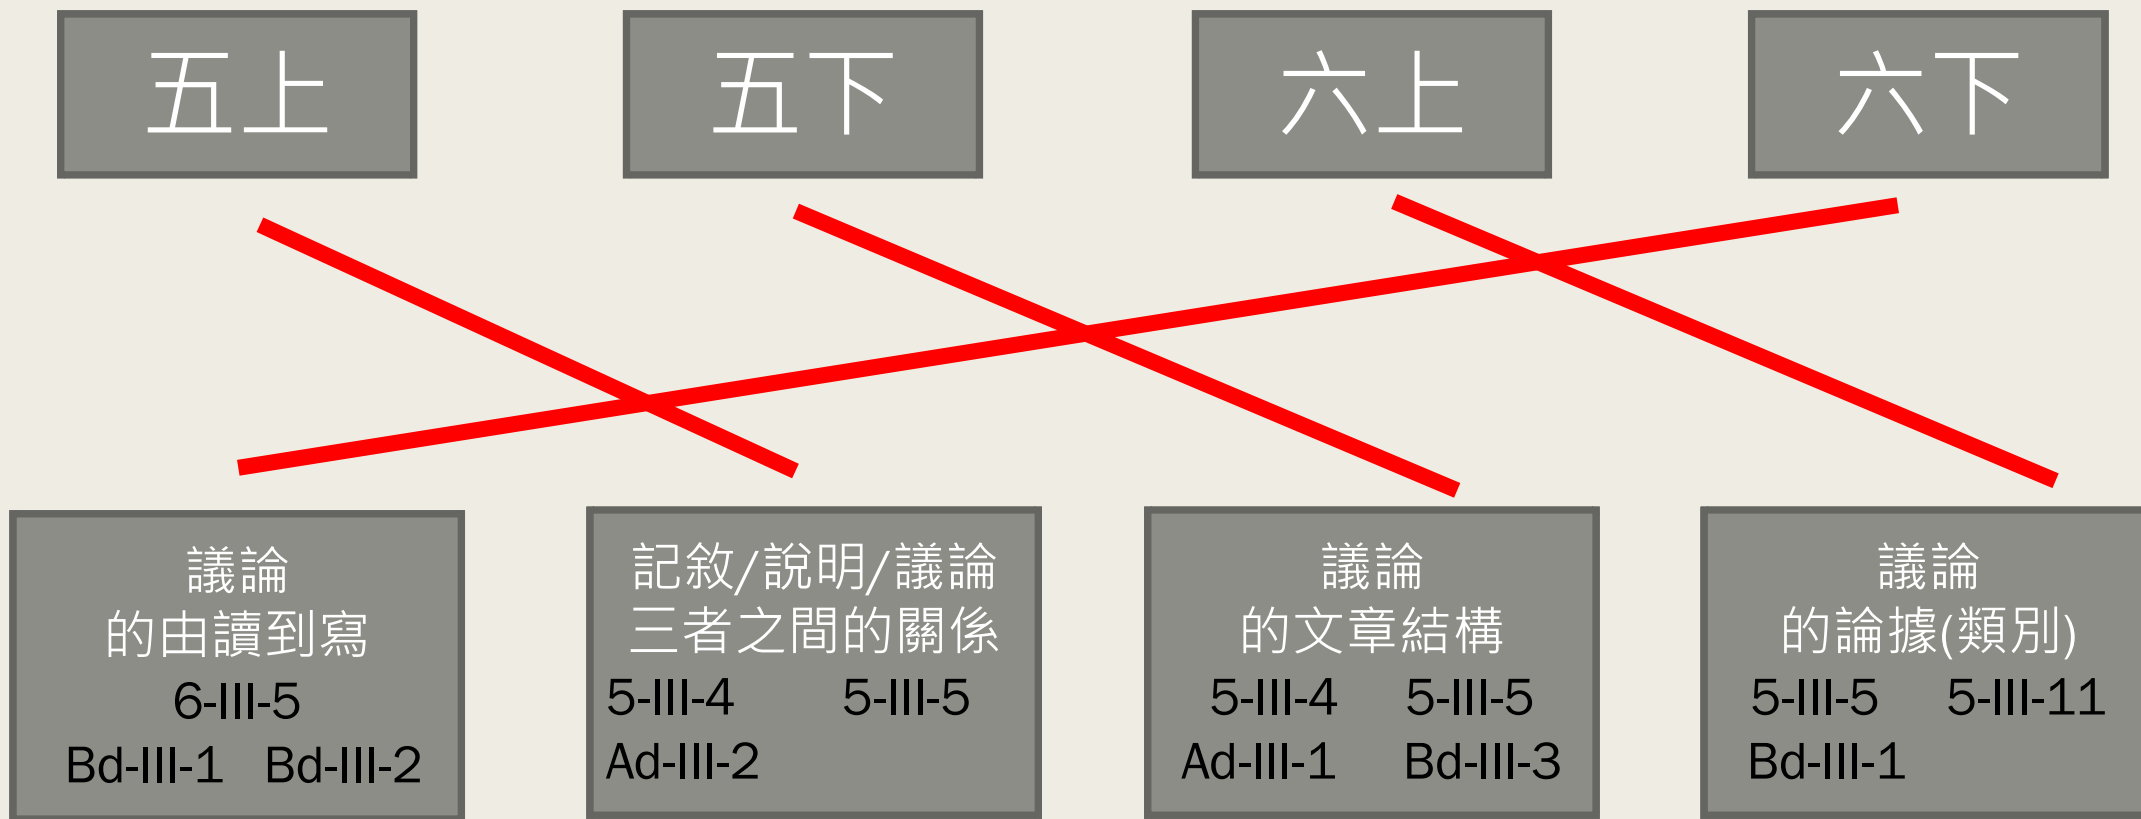 五上
五下
六上
六下
議論
的由讀到寫
6-III-5
Bd-III-1 Bd-III-2
記敘/說明/議論
三者之間的關係
5-III-4 5-III-5
Ad-III-2
議論
的文章結構
5-III-4 5-III-5
Ad-III-1 Bd-III-3
議論
的論據(類別)
5-III-5 5-III-11
Bd-III-1